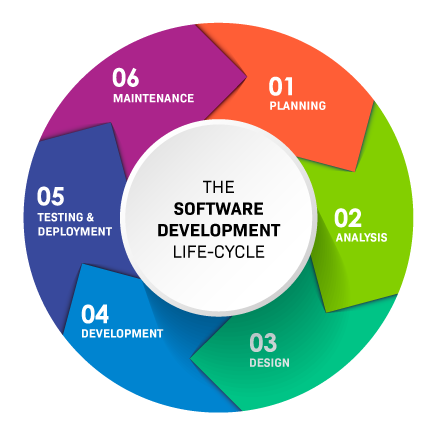 THE
SOFTWARE
DEVELOPMENT
LIFE-CYCLE
01
PLANNING
02
ANALYSIS
03
DESIGN
04
DEVELOPMENT
05
TESTING &
DEPLOYMENT
06
MAINTENANCE